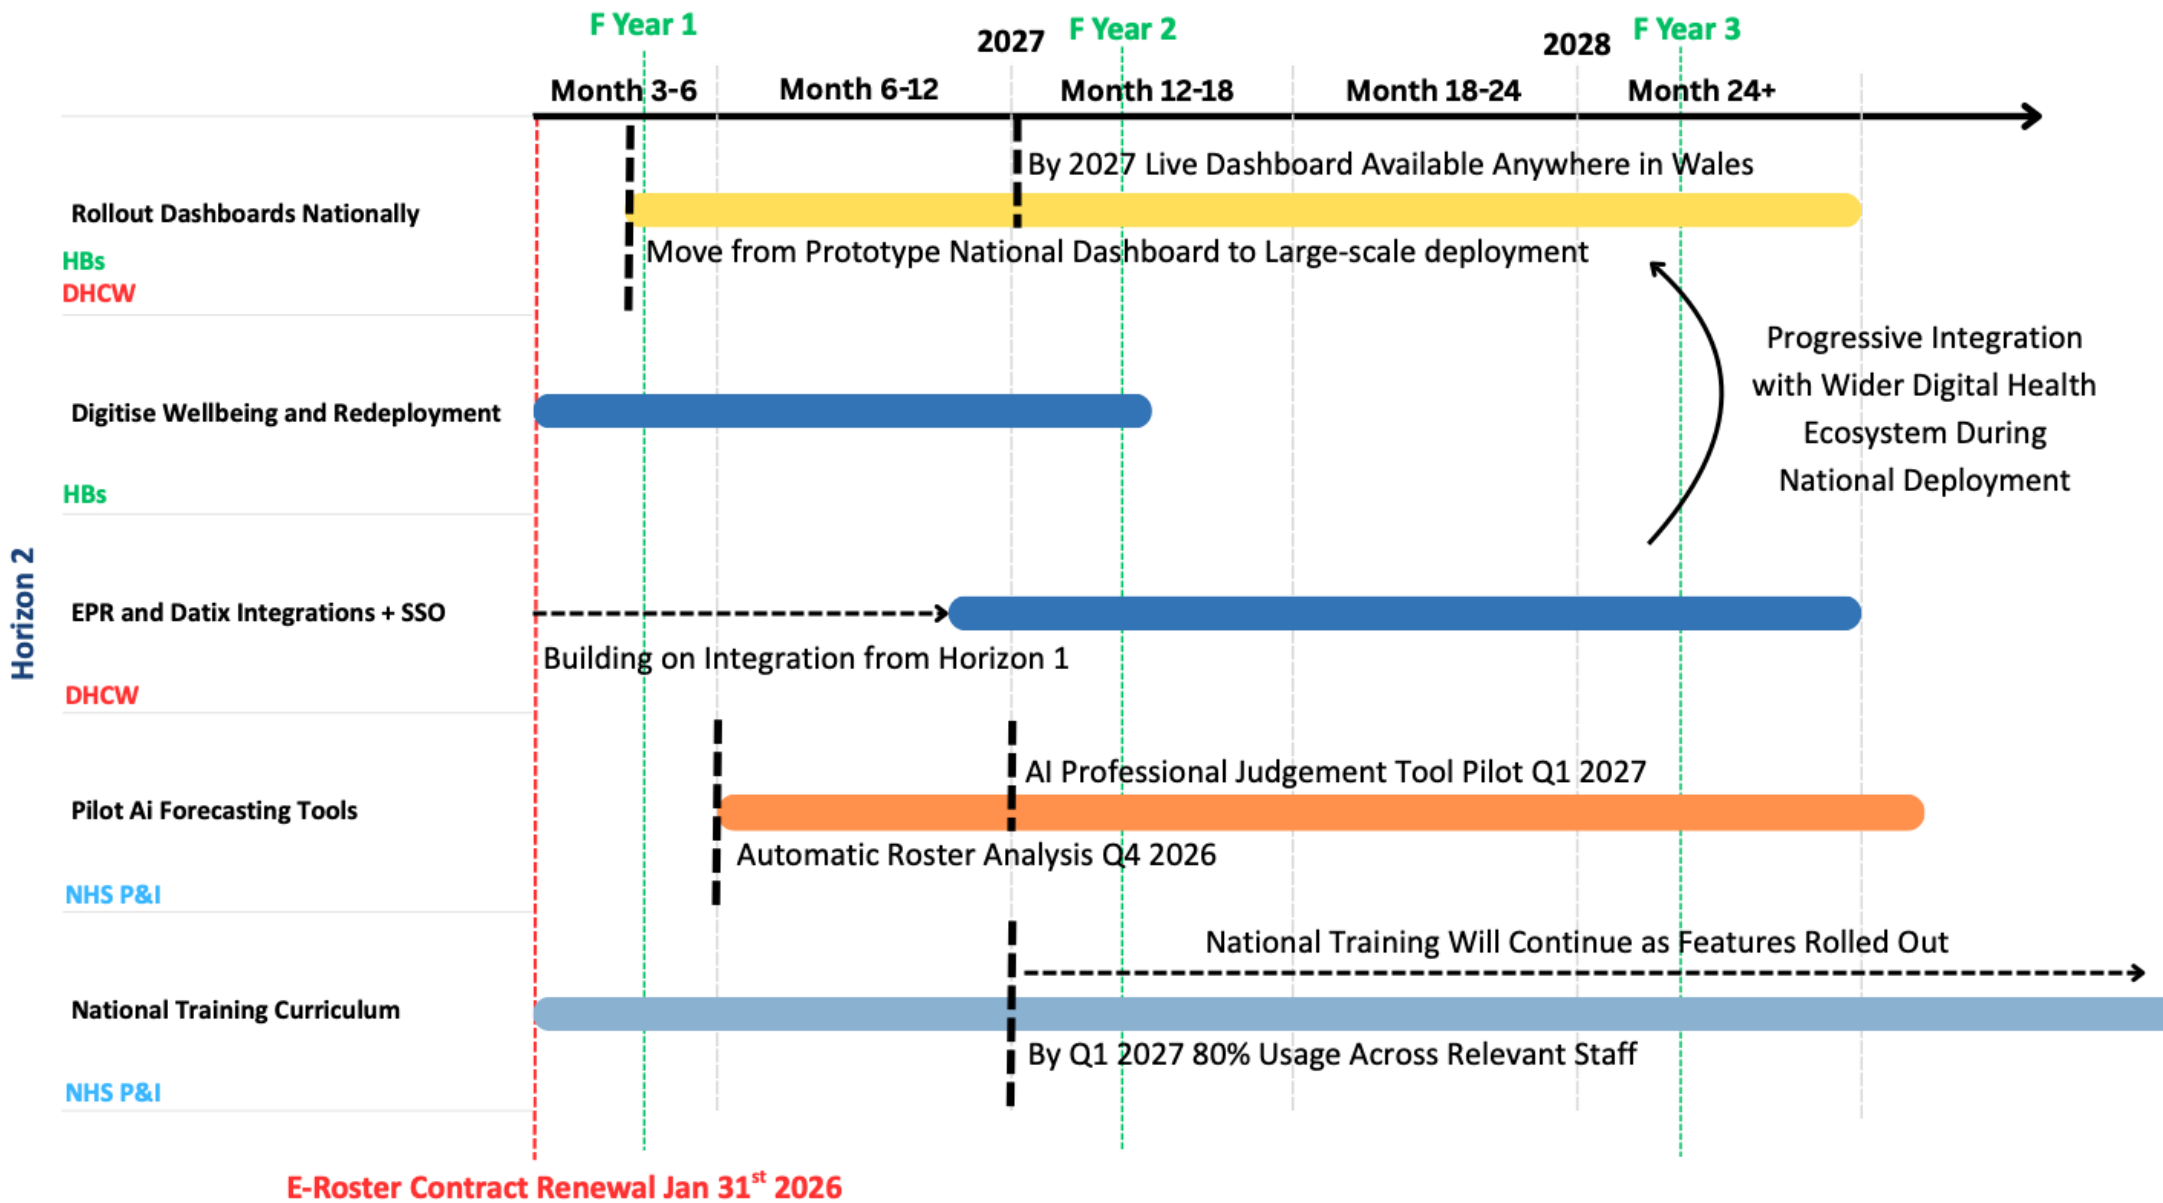 F Year 1
2027
F Year 2
2028
F Year 3
Month 3-6
Month 6-12
Month 12-18
Month 18-24
Month 24+
By 2027 Live Dashboard Available Anywhere in Wales
Rollout Dashboards Nationally
Move from Prototype National Dashboard to Large-scale deployment
HBs
DHCW
Progressive Integration
with Wider Digital Health
Ecosystem During
National Deployment
Digitise Wellbeing and Redeployment
HBs
Horizon 2
EPR and Datix Integrations + SSO
Building on Integration from Horizon 1
DHCW
AI Professional Judgement Tool Pilot Q1 2027
Pilot Ai Forecasting Tools
Automatic Roster Analysis Q4 2026
NHS P&I
National Training Will Continue as Features Rolled Out
National Training Curriculum
By Q1 2027 80% Usage Across Relevant Staff
NHS P&I
E-Roster Contract Renewal Jan 31st 2026